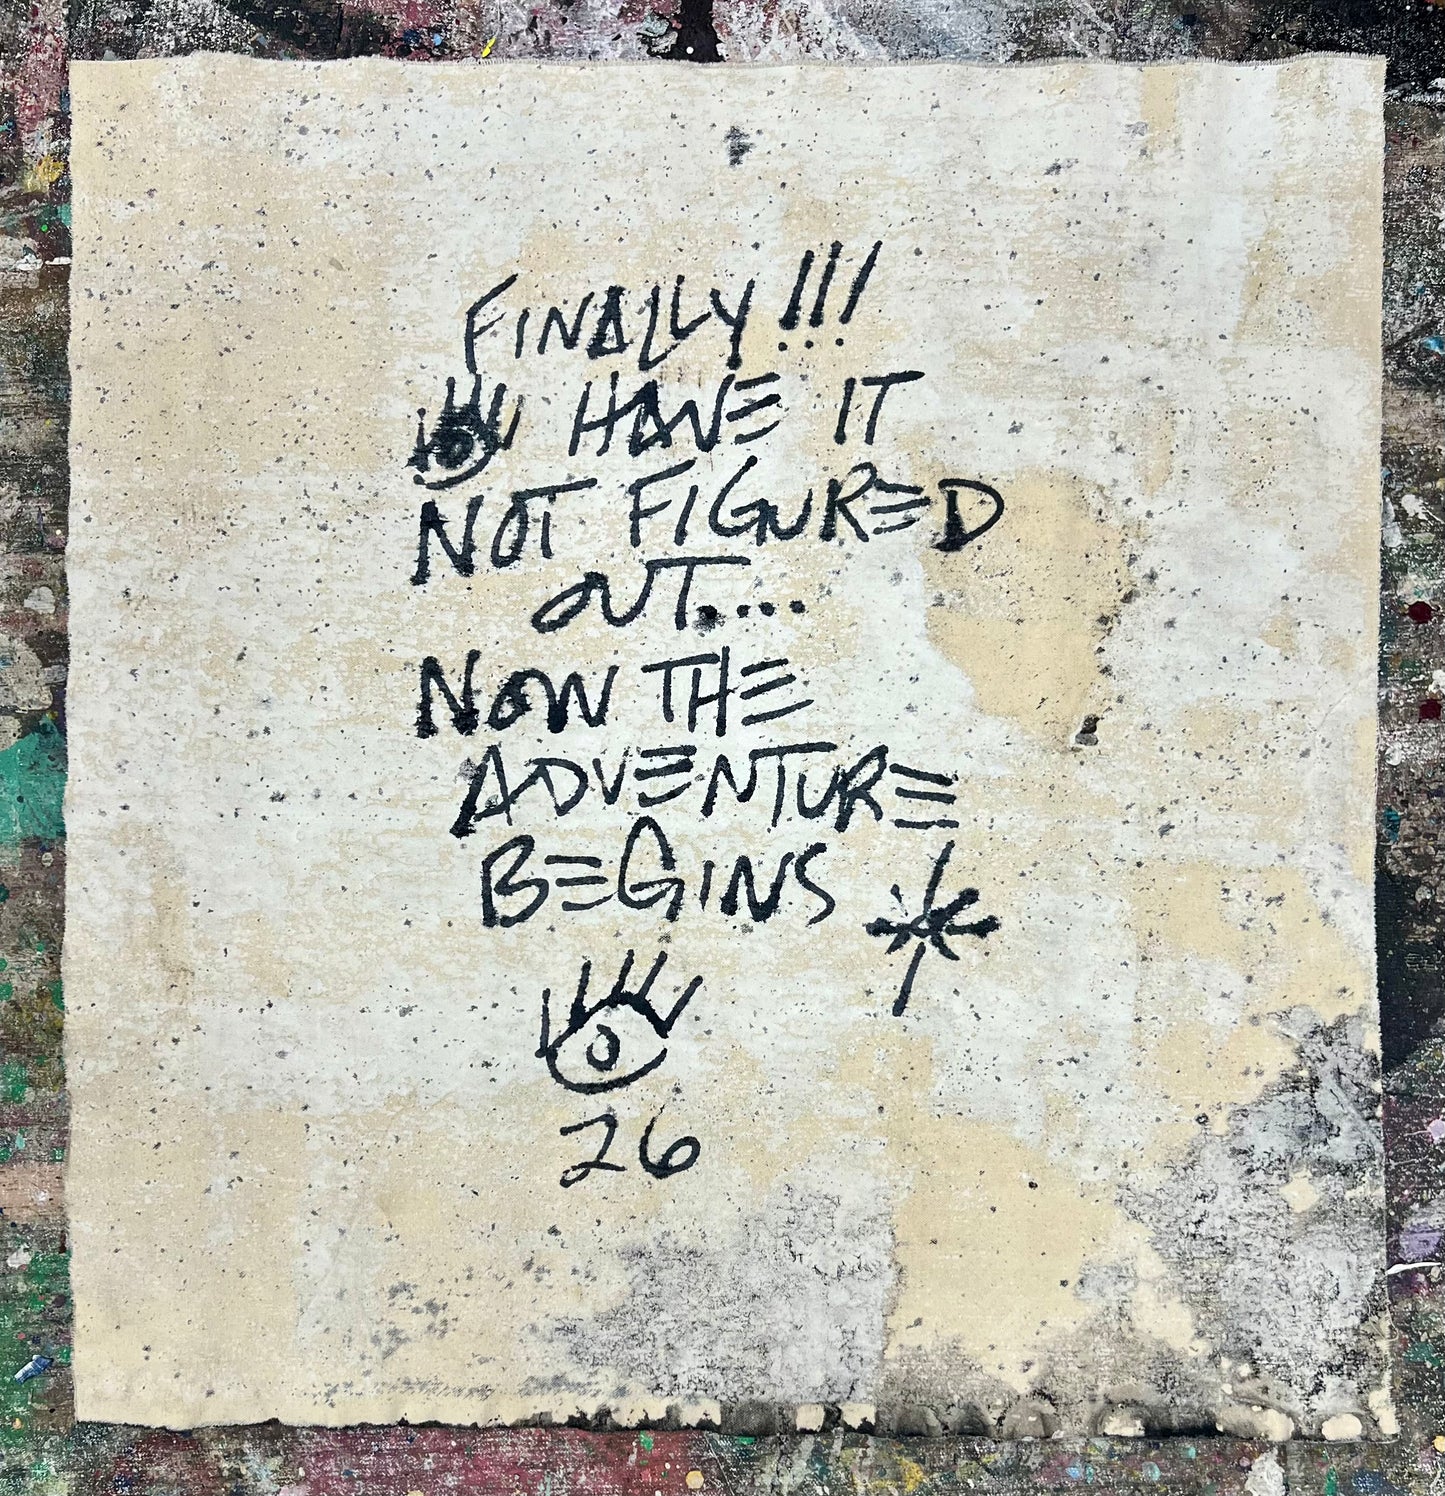 FINALLY!!!
HAVE IT
NOT FIGURED
OUT....
NOW THE
ADVENTURE
BEGINS
26